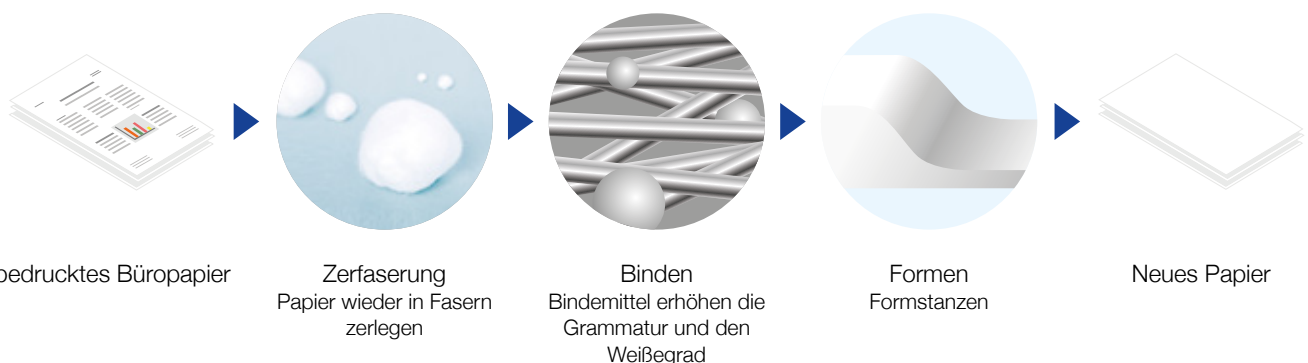 bedrucktes Büropapier
Zerfaserung
Papier wieder in Fasern
zerlegen
Binden
Bindemittel erhöhen die
Grammatur und den
Weißegrad
Formen
Formstanzen
Neues Papier